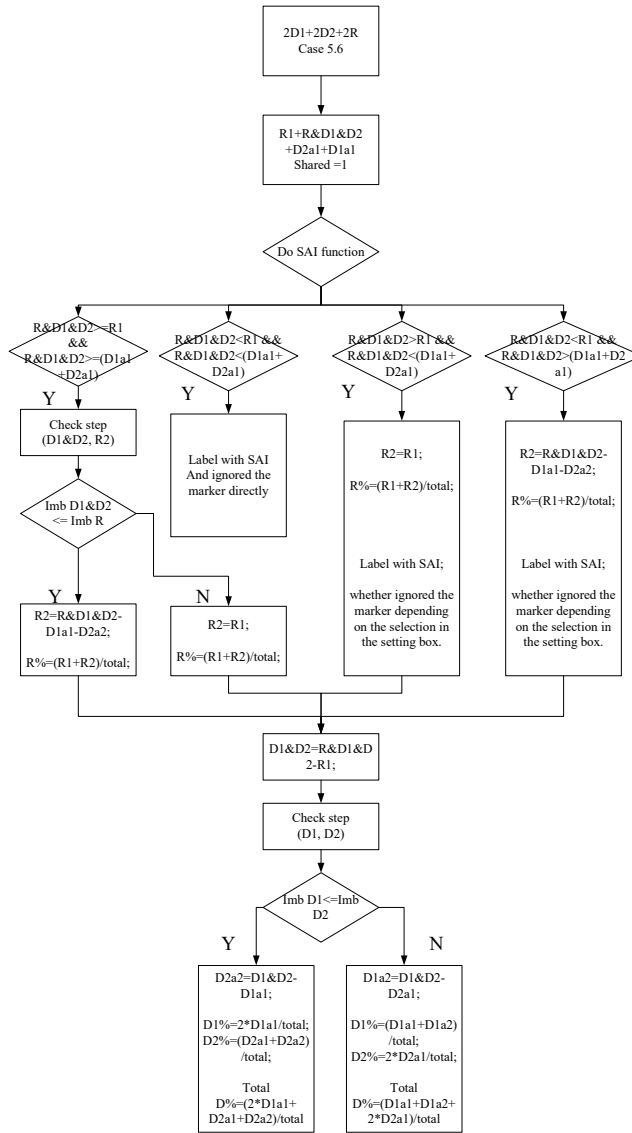 2D1+2D2+2R
Case 5.6
R1+R&D1&D2
+D2a1+D1a1
Shared =1
Do SAI function
R&D1&D2>=R1
&&
R&D1&D2>=(D1a1
+D2a1)
R&D1&D2<R1 &&
R&D1&D2<(D1a1+
D2a1)
R&D1&D2>R1 &&
R&D1&D2<(D1a1+
D2a1)
R&D1&D2<R1 &&
R&D1&D2>(D1a1+D2
a1)
Y
Y
Y
Y
Check step
(D1&D2, R2)
Label with SAI
And ignored the
marker directly
R2=R1;
R%=(R1+R2)/total;
Label with SAI;
whether ignored the
marker depending
on the selection in
the setting box.
R2=R&D1&D2-
D1a1-D2a2;
R%=(R1+R2)/total;
Label with SAI;
whether ignored the
marker depending
on the selection in
the setting box.
Imb D1&D2
<= Imb R
Y
N
R2=R&D1&D2-
D1a1-D2a2;
R%=(R1+R2)/total;
R2=R1;
R%=(R1+R2)/total;
D1&D2=R&D1&D
2-R1;
Check step
(D1, D2)
Imb D1<=Imb
D2
Y
N
D2a2=D1&D2-
D1a1;
D1%=2*D1a1/total;
D2%=(D2a1+D2a2)
/total;
Total
D%=(2*D1a1+
D2a1+D2a2)/total
D1a2=D1&D2-
D2a1;
D1%=(D1a1+D1a2)
/total;
D2%=2*D2a1/total;
Total
D%=(D1a1+D1a2+
2*D2a1)/total